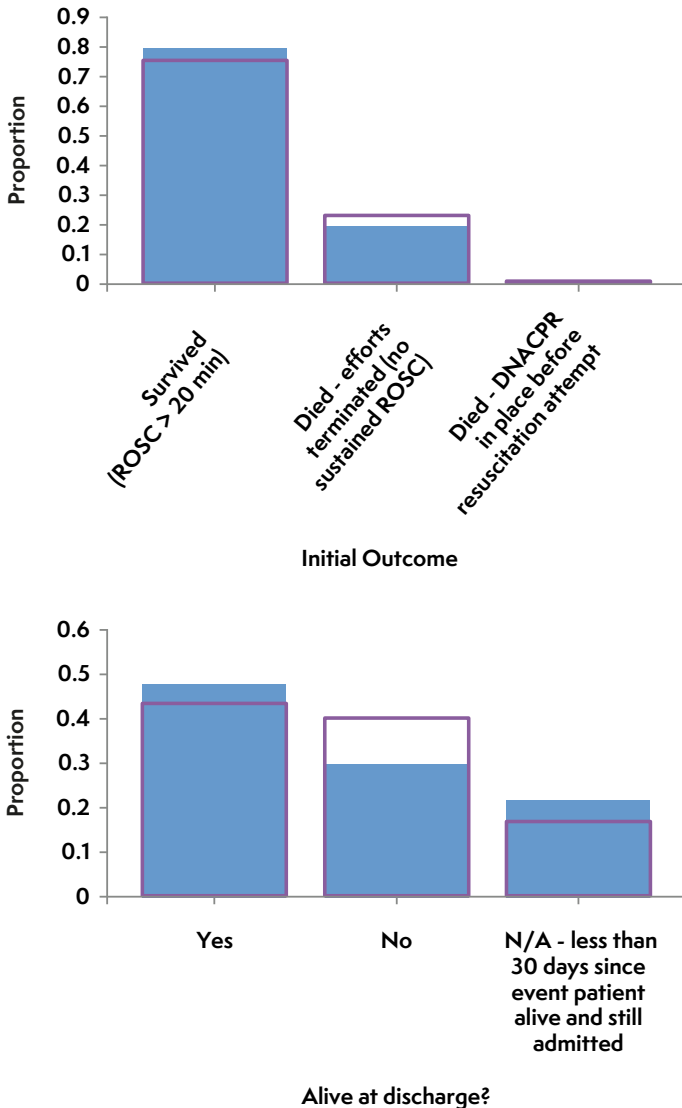 Proportion
0.9
0.8
0.7
0.6
0.5
0.4
0.3
0.2
0.1
0
Survived
(ROSC > 20 min)
Died - efforts
terminated (no
sustained ROSC)
Died - DNACPR
in place before
resuscitation attempt
Initial Outcome
Proportion
0.6
0.5
0.4
0.3
0.2
0.1
0
Yes
No
N/A - less than
30 days since
event patient
alive and still
admitted
Alive at discharge?